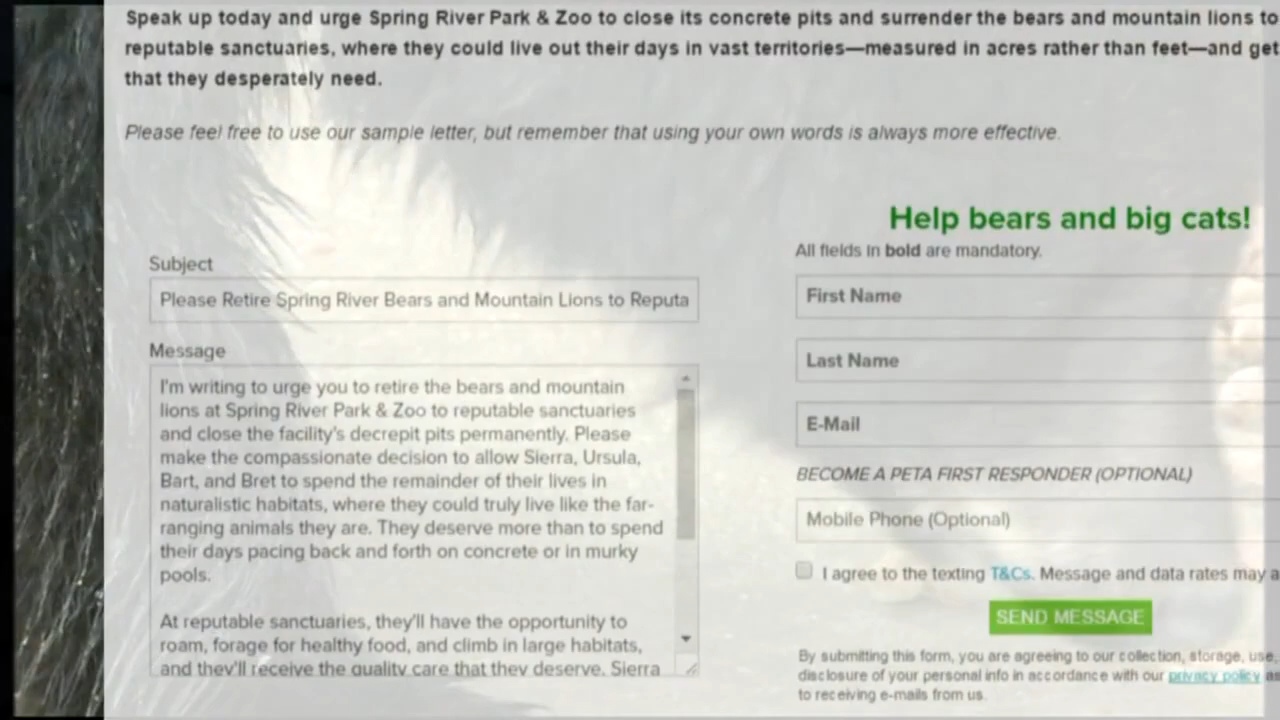 Speak up today and urge Spring River Park & Zoo to close its concrete pits and surrender the bears and mountain lions to
reputable sanctuaries, where they could live out their days in vast territories—measured in acres rather than feet—and get
that they desperately need.
Please feel free to use our sample letter, but remember that using your own words is always more effective.
Subject
Please Retire Spring River Bears and Mountain Lions to Reputa
Message
I'm writing to urge you to retire the bears and mountain
lions at Spring River Park & Zoo to reputable sanctuaries
and close the facility's decrepit pits permanently. Please
make the compassionate decision to allow Sierra, Ursula,
Bart, and Bret to spend the remainder of their lives in
naturalistic habitats, where they could truly live like the far-
ranging animals they are. They deserve more than to spend
their days pacing back and forth on concrete or in murky
pools.
At reputable sanctuaries, they'll have the opportunity to
roam, forage for healthy food, and climb in large habitats,
and they'll receive the quality care that they deserve. Sierra
Help bears and big cats!
All fields in bold are mandatory.
First Name
Last Name
E-Mail
BECOME A PETA FIRST RESPONDER (OPTIONAL)
Mobile Phone (Optional)
I agree to the texting T&Cs. Message and data rates may a
SEND MESSAGE
By submitting this form, you are agreeing to our collection, storage, use,
disclosure of your personal info in accordance with our privacy policy as
to receiving e-mails from us.